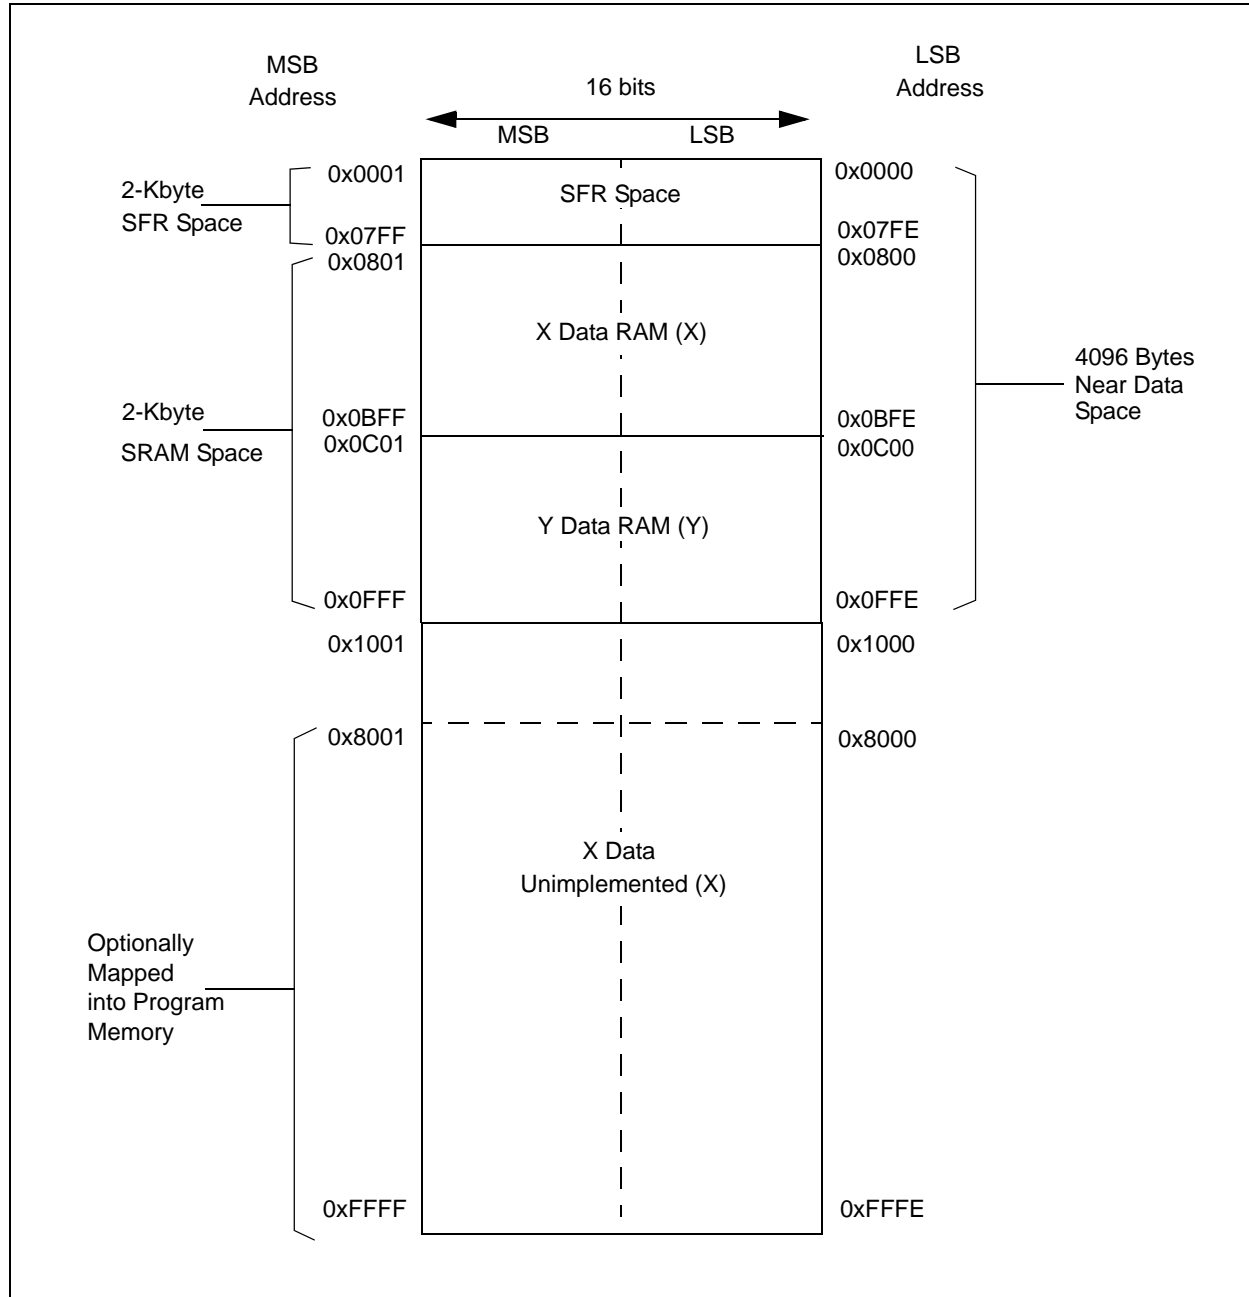 MSB
Address
LSB
Address
16 bits
MSB
LSB
2-Kbyte
SFR Space
0x0001
SFR Space
0x0000
0x07FF
0x07FE
0x0801
0x0800
X Data RAM (X)
2-Kbyte
SRAM Space
0x0BFF
0x0BFE
0x0C01
0x0C00
4096 Bytes
Near Data
Space
Y Data RAM (Y)
0x0FFF
0x0FFE
0x1001
0x1000
0x8001
0x8000
X Data
Unimplemented (X)
Optionally
Mapped
into Program
Memory
0xFFFF
0xFFFE